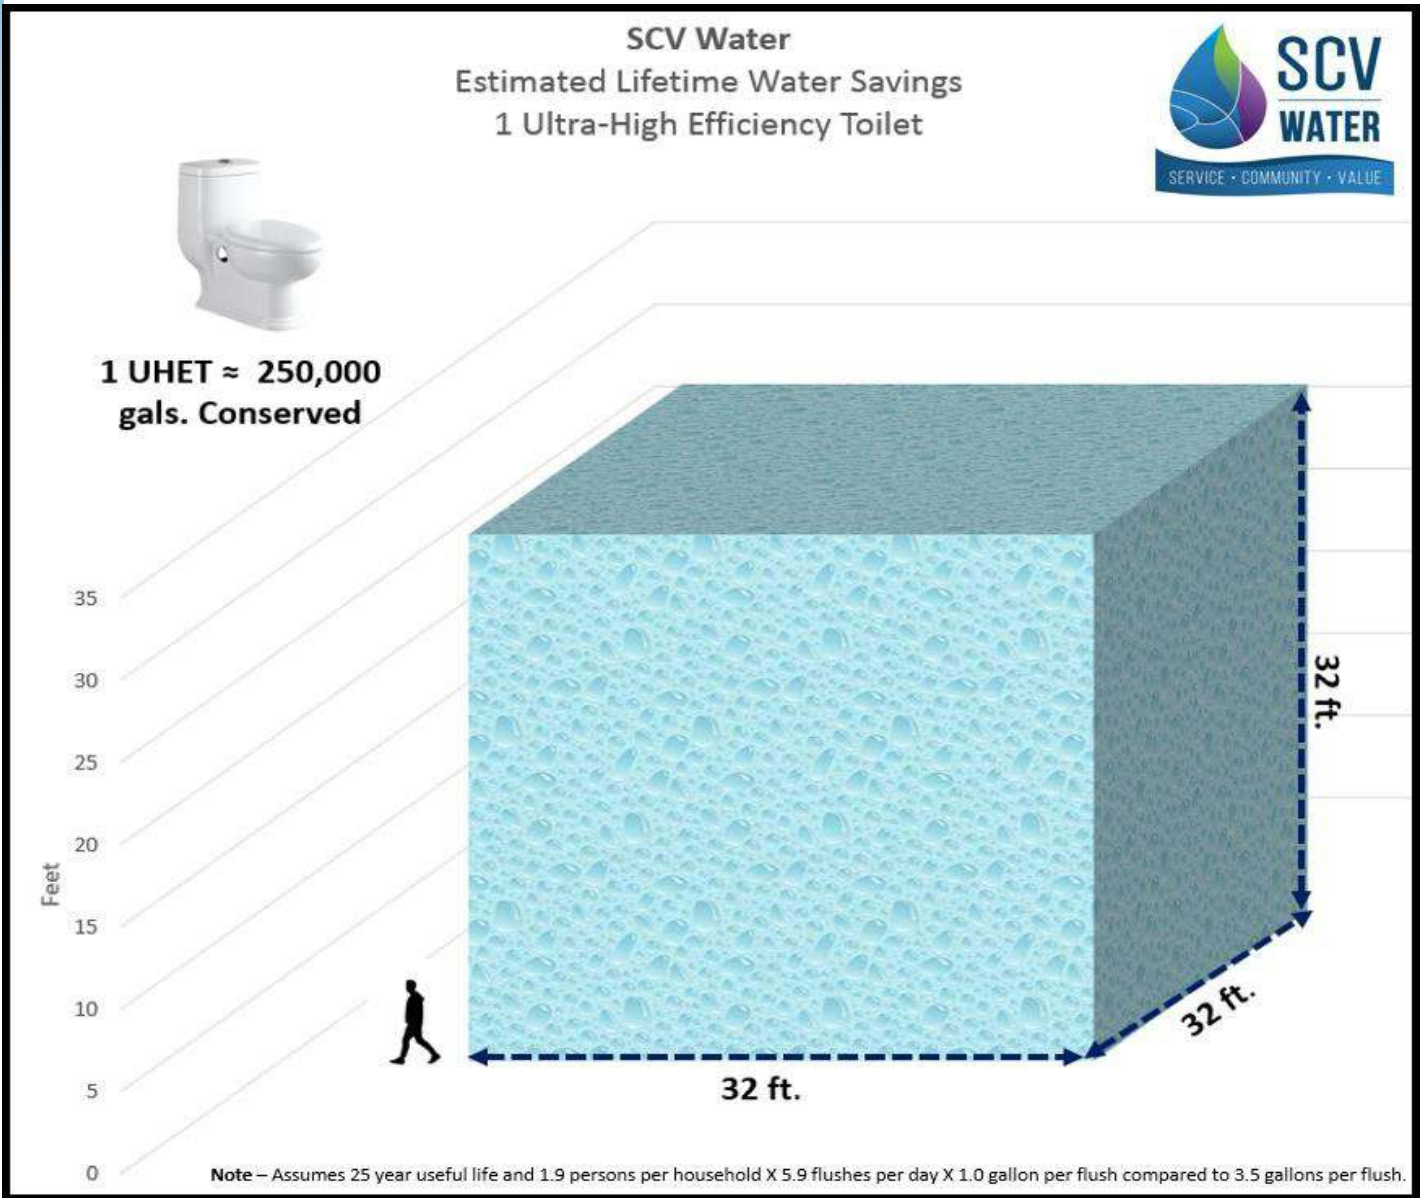 SCV Water
Estimated Lifetime Water Savings
1 Ultra-High Efficiency Toilet
SCV
WATER
SERVICE • COMMUNITY • VALUE
1 UHET ≈ 250,000
gals. Conserved
35
30
25
20
15
10
5
0
Feet
32 ft.
32 ft.
32 ft.
Note – Assumes 25 year useful life and 1.9 persons per household X 5.9 flushes per day X 1.0 gallon per flush compared to 3.5 gallons per flush.